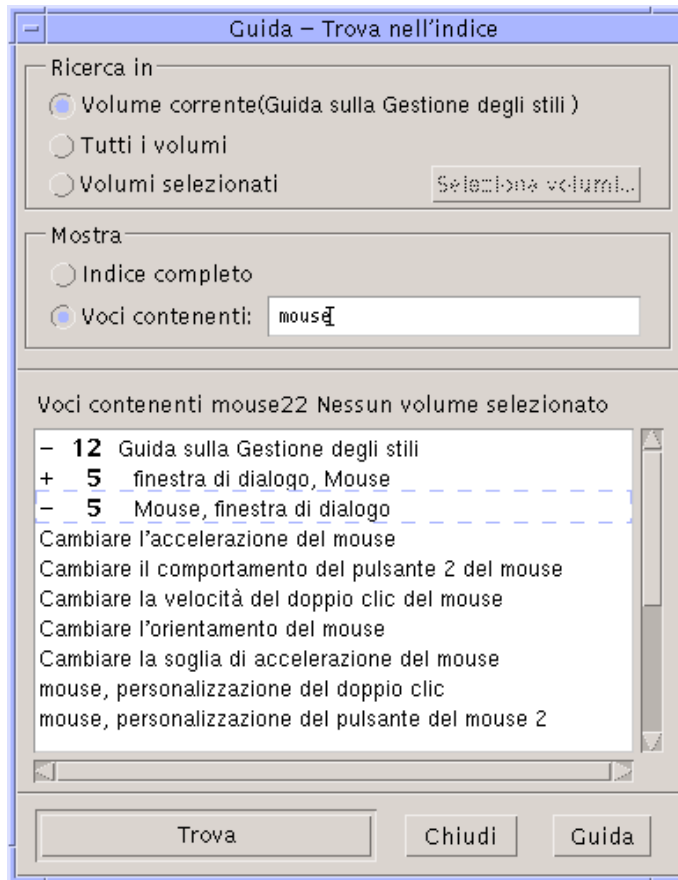 Guida – Trova nell'indice
Ricerca in
Volume corrente(Guida sulla Gestione degli stili )
Tutti i volumi
Volumi selezionati
Seleziona volumi...
Mostra
Indice completo
Voci contenenti: mouse
Voci contenenti mouse22 Nessun volume selezionato
– 12 Guida sulla Gestione degli stili
+ 5 finestra di dialogo, Mouse
– 5 Mouse, finestra di dialogo
Cambiare l'accelerazione del mouse
Cambiare il comportamento del pulsante 2 del mouse
Cambiare la velocità del doppio clic del mouse
Cambiare l'orientamento del mouse
Cambiare la soglia di accelerazione del mouse
mouse, personalizzazione del doppio clic
mouse, personalizzazione del pulsante del mouse 2
Trova Chiudi Guida